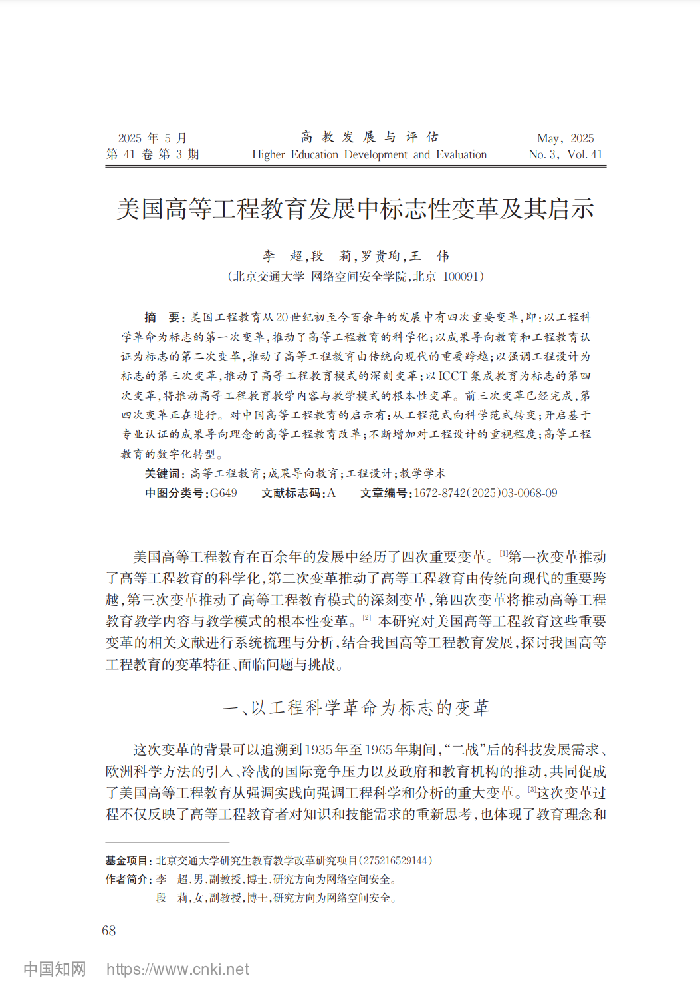 2025 年 5 月
高教发展与评估
May, 2025
第 41 卷 第 3 期
Higher Education Development and Evaluation
No. 3, Vol. 41
美国高等工程教育发展中标志性变革及其启示
李　超,段　莉,罗贵珣,王　伟
（北京交通大学 网络空间安全学院,北京 100091）
摘　要: 美国工程教育从20世纪初至今百余年的发展中有四次重要变革,即:以工程科
学革命为标志的第一次变革,推动了高等工程教育的科学化;以成果导向教育和工程教育认
证为标志的第二次变革,推动了高等工程教育由传统向现代的重要跨越;以强调工程设计为
标志的第三次变革,推动了高等工程教育模式的深刻变革;以 ICCT 集成教育为标志的第四
次变革,将推动高等工程教育教学内容与教学模式的根本性变革。前三次变革已经完成,第
四次变革正在进行。对中国高等工程教育的启示有:从工程范式向科学范式转变;开启基于
专业认证的成果导向理念的高等工程教育改革;不断增加对工程设计的重视程度;高等工程
教育的数字化转型。
关键词: 高等工程教育;成果导向教育;工程设计;教学学术
中图分类号:G649　文献标志码:A　文章编号:1672-8742(2025)03-0068-09
美国高等工程教育在百余年的发展中经历了四次重要变革。[1]第一次变革推动
了高等工程教育的科学化,第二次变革推动了高等工程教育由传统向现代的重要跨
越,第三次变革推动了高等工程教育模式的深刻变革,第四次变革将推动高等工程
教育教学内容与教学模式的根本性变革。[2] 本研究对美国高等工程教育这些重要
变革的相关文献进行系统梳理与分析,结合我国高等工程教育发展,探讨我国高等
工程教育的变革特征、面临问题与挑战。
一、以工程科学革命为标志的变革
这次变革的背景可以追溯到1935年至1965年期间,“二战”后的科技发展需求、
欧洲科学方法的引入、冷战的国际竞争压力以及政府和教育机构的推动,共同促成
了美国高等工程教育从强调实践向强调工程科学和分析的重大变革。[3]这次变革过
程不仅反映了高等工程教育者对知识和技能需求的重新思考,也体现了教育理念和
基金项目: 北京交通大学研究生教育教学改革研究项目(275216529144)
作者简介: 李　超,男,副教授,博士,研究方向为网络空间安全。
段　莉,女,副教授,博士,研究方向为网络空间安全。
68
中国知网　https://www.cnki.net